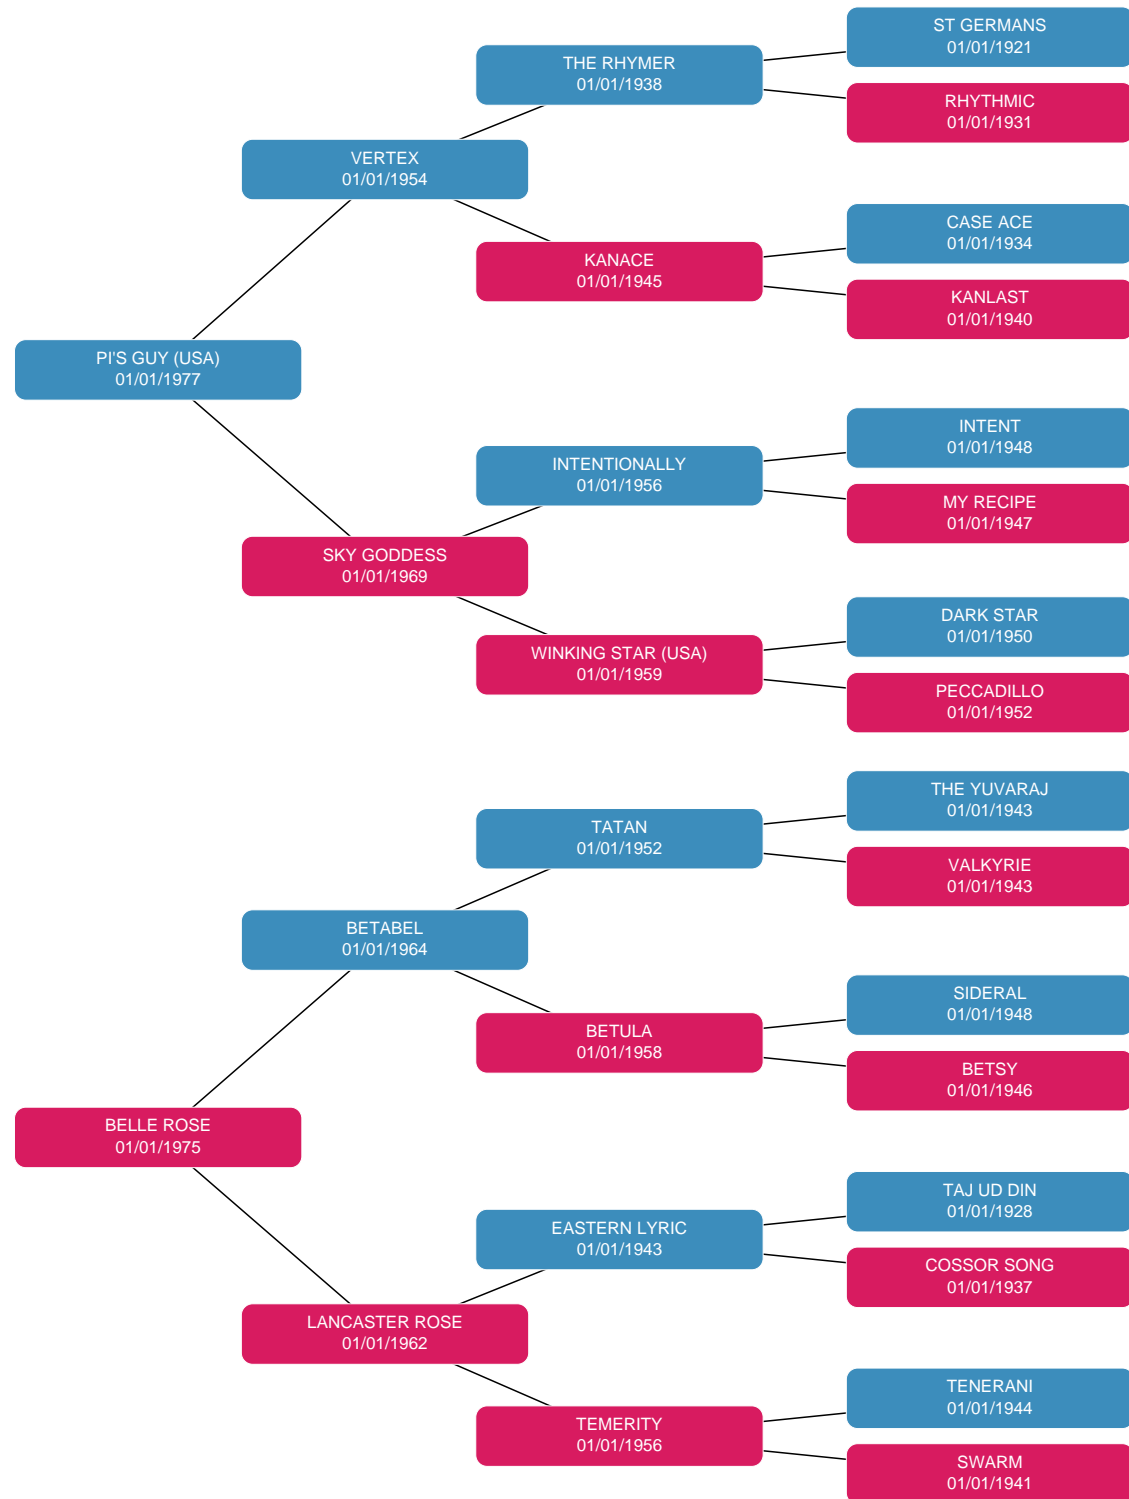 ST GERMANS
01/01/1921
THE RHYMER
01/01/1938
RHYTHMIC
01/01/1931
VERTEX
01/01/1954
CASE ACE
01/01/1934
KANACE
01/01/1945
KANLAST
01/01/1940
PI'S GUY (USA)
01/01/1977
INTENT
01/01/1948
INTENTIONALLY
01/01/1956
MY RECIPE
01/01/1947
SKY GODDESS
01/01/1969
DARK STAR
01/01/1950
WINKING STAR (USA)
01/01/1959
PECCADILLO
01/01/1952
THE YUVARAJ
01/01/1943
TATAN
01/01/1952
VALKYRIE
01/01/1943
BETABEL
01/01/1964
SIDERAL
01/01/1948
BETULA
01/01/1958
BETSY
01/01/1946
BELLE ROSE
01/01/1975
TAJ UD DIN
01/01/1928
EASTERN LYRIC
01/01/1943
COSSOR SONG
01/01/1937
LANCASTER ROSE
01/01/1962
TENERANI
01/01/1944
TEMERITY
01/01/1956
SWARM
01/01/1941